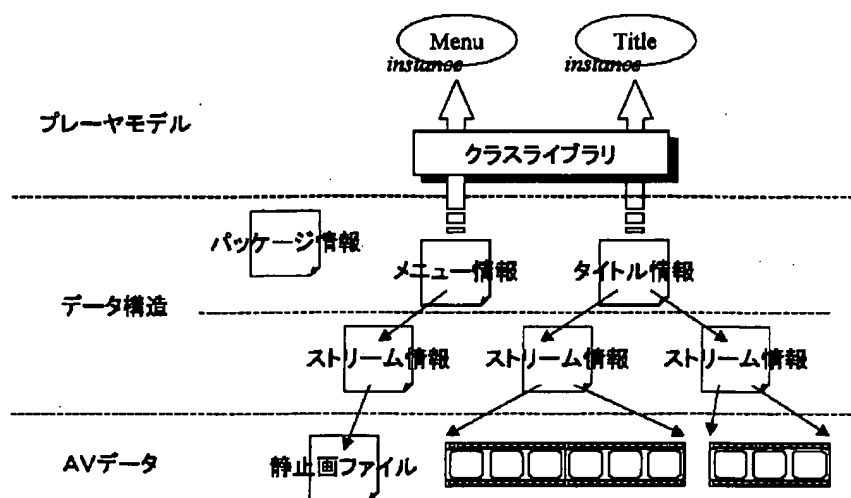 Menu
instance
Title
instance
プレーヤモデル
クラスライブラリ
パッケージ情報
メニュー情報
タイトル情報
データ構造
ストリーム情報
ストリーム情報
ストリーム情報
AVデータ
静止画ファイル